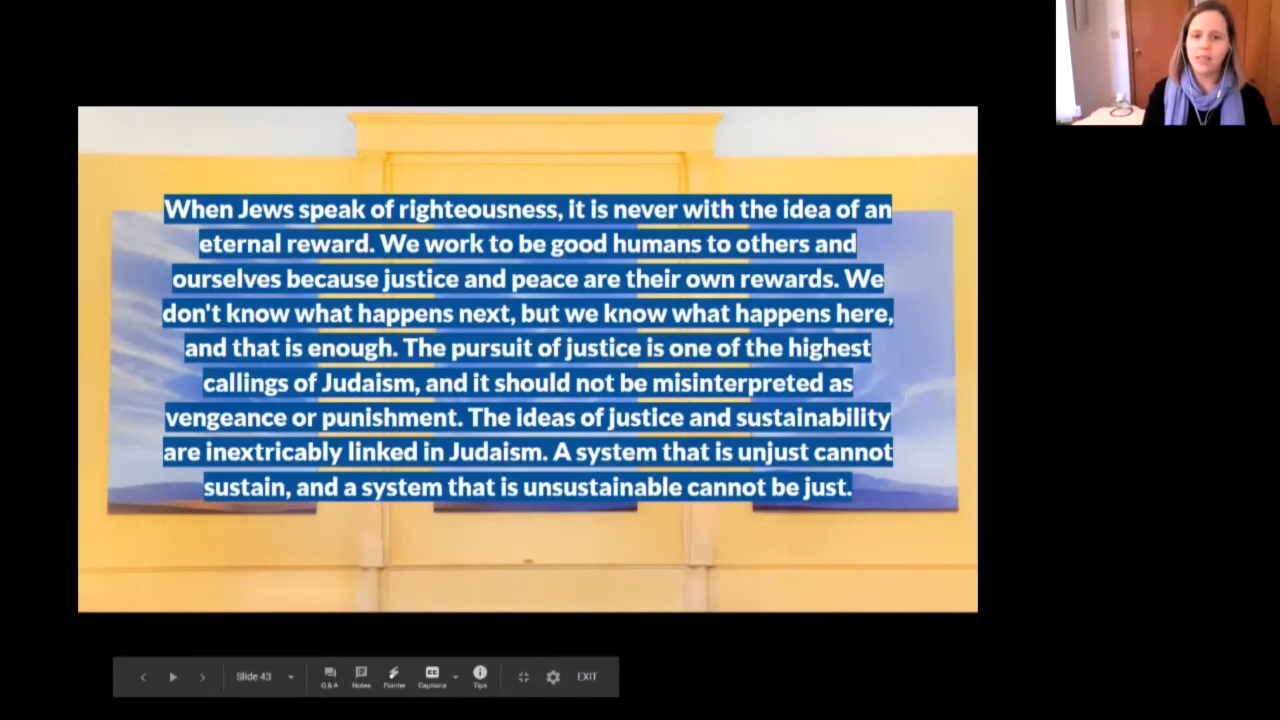 When Jews speak of righteousness, it is never with the idea of an
eternal reward. We work to be good humans to others and
ourselves because justice and peace are their own rewards. We
don't know what happens next, but we know what happens here,
and that is enough. The pursuit of justice is one of the highest
callings of Judaism, and it should not be misinterpreted as
vengeance or punishment. The ideas of justice and sustainability
are inextricably linked in Judaism. A system that is unjust cannot
sustain, and a system that is unsustainable cannot be just.
Slide 43
Q&A
Notes
Pointer
CC
Captions
Tips
EXIT